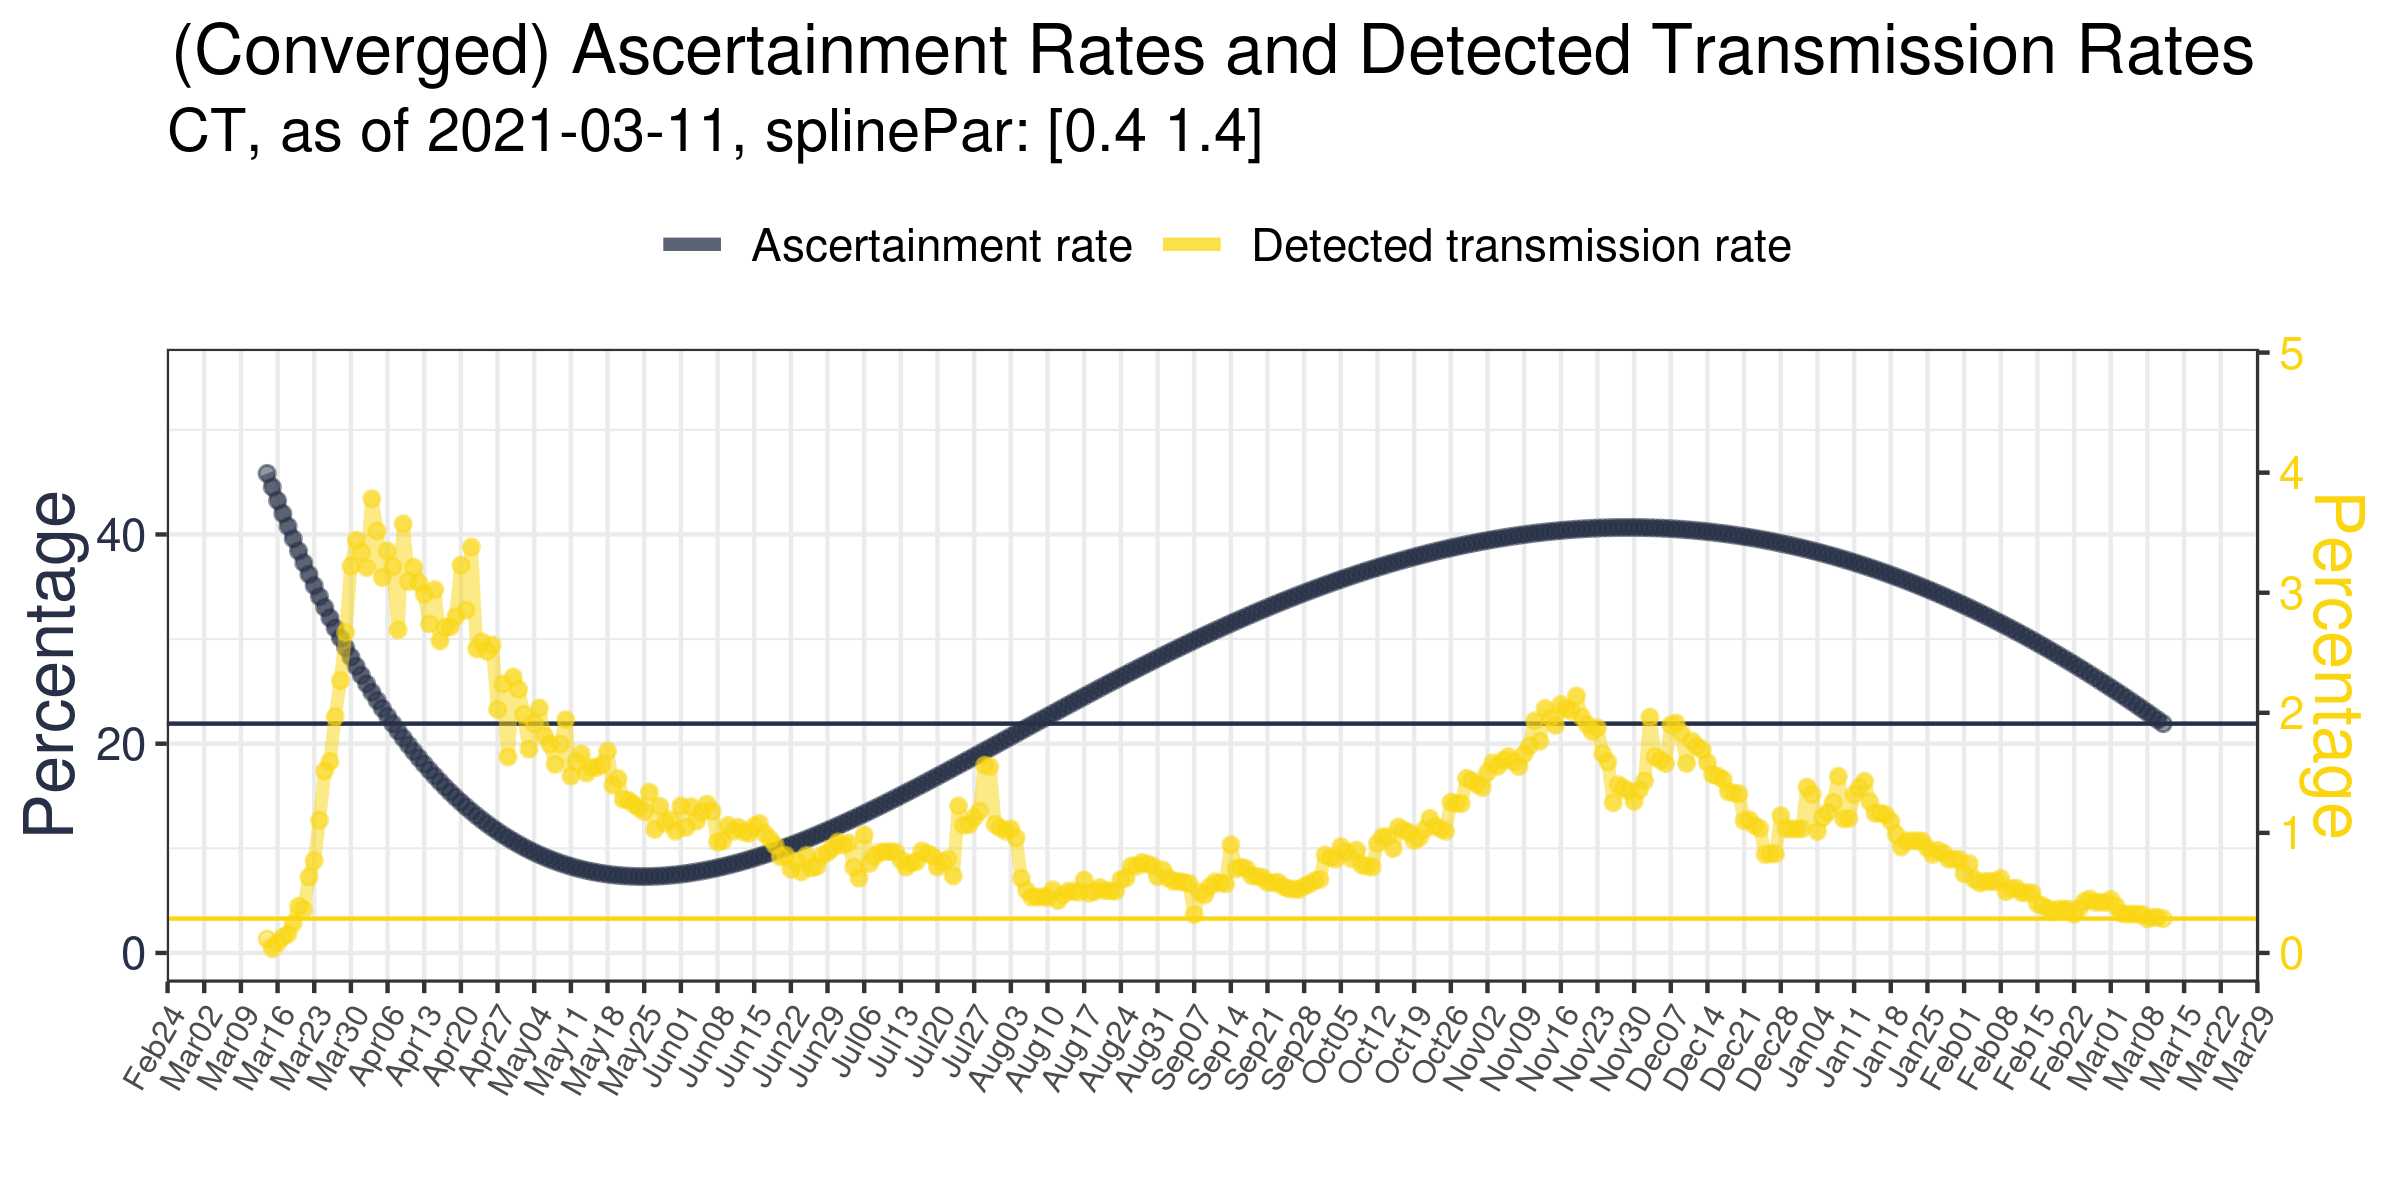 (Converged) Ascertainment Rates and Detected Transmission Rates
CT, as of 2021-03-11, splinePar: [0.4 1.4]
Ascertainment rate Detected transmission rate
Percentage
40
20
0
5
4
3
2
1
0
Percentage
Feb24 Mar02 Mar09 Mar16 Mar23 Mar30 Apr06 Apr13 Apr20 Apr27 May04 May11 May18 May25 Jun01 Jun08 Jun15 Jun22 Jun29 Jul06 Jul13 Jul20 Jul27 Aug03 Aug10 Aug17 Aug24 Aug31 Sep07 Sep14 Sep21 Sep28 Oct05 Oct12 Oct19 Oct26 Nov02 Nov09 Nov16 Nov23 Nov30 Dec07 Dec14 Dec21 Dec28 Jan04 Jan11 Jan18 Jan25 Feb01 Feb08 Feb15 Feb22 Mar01 Mar08 Mar15 Mar22 Mar29